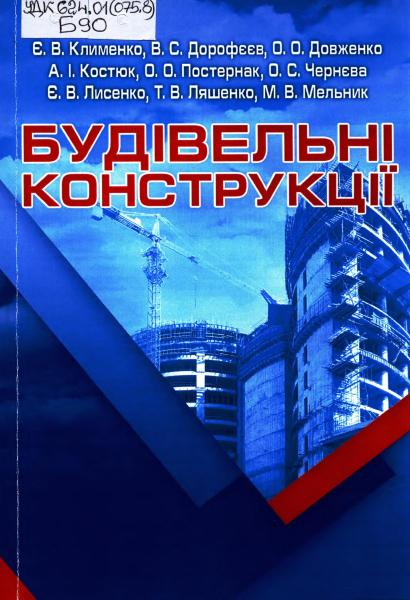 УДК 624.01(075.8)
Б90
Є. В. Клименко, В. С. Дорофєєв, О. О. Довженко
А. І. Костюк, О. О. Постернак, О. С. Чернєва
Є. В. Лисенко, Т. В. Ляшенко, М. В. Мельник
БУДІВЕЛЬНІ
КОНСТРУКЦІЇ